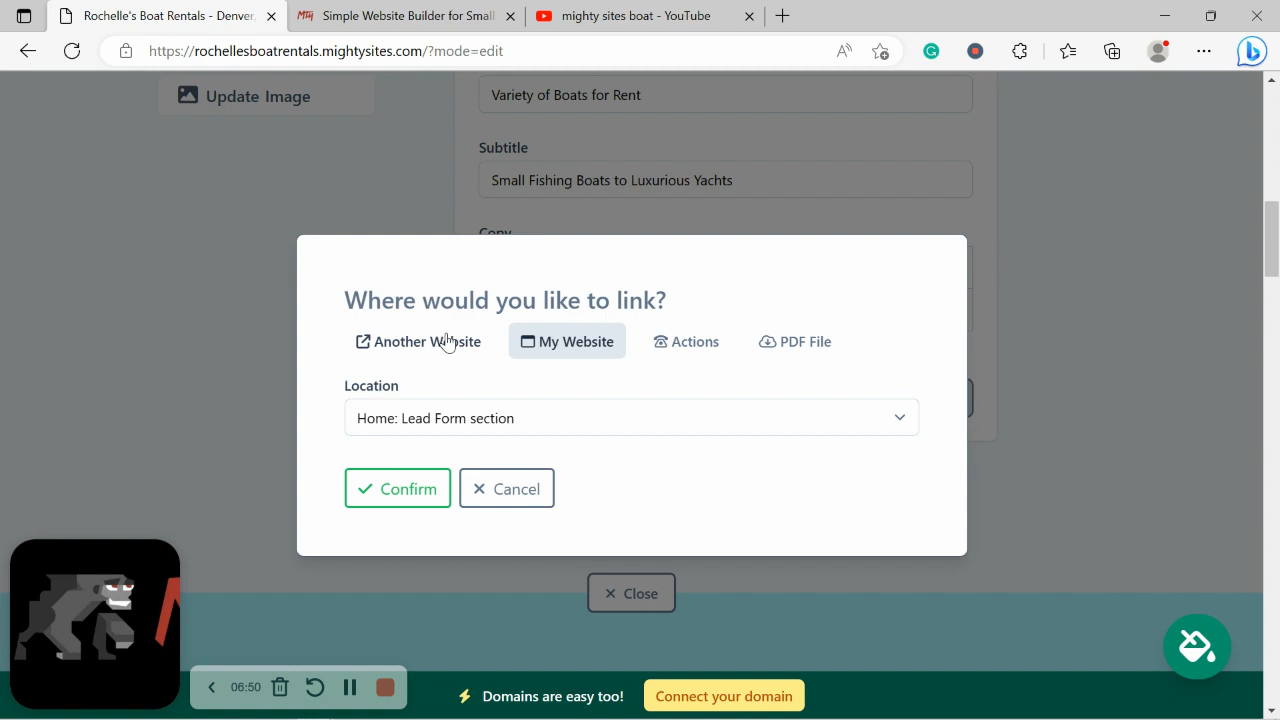 Rochelle's Boat Rentals - Denver,
Simple Website Builder for Small
mighty sites boat - YouTube
https://rochellesboatrentals.mightysites.com/?mode=edit
Update Image
Variety of Boats for Rent
Subtitle
Small Fishing Boats to Luxurious Yachts
Copy
Where would you like to link?
Another Website
My Website
Actions
PDF File
Location
Home: Lead Form section
Confirm
Cancel
Close
06:50
Domains are easy too!
Connect your domain